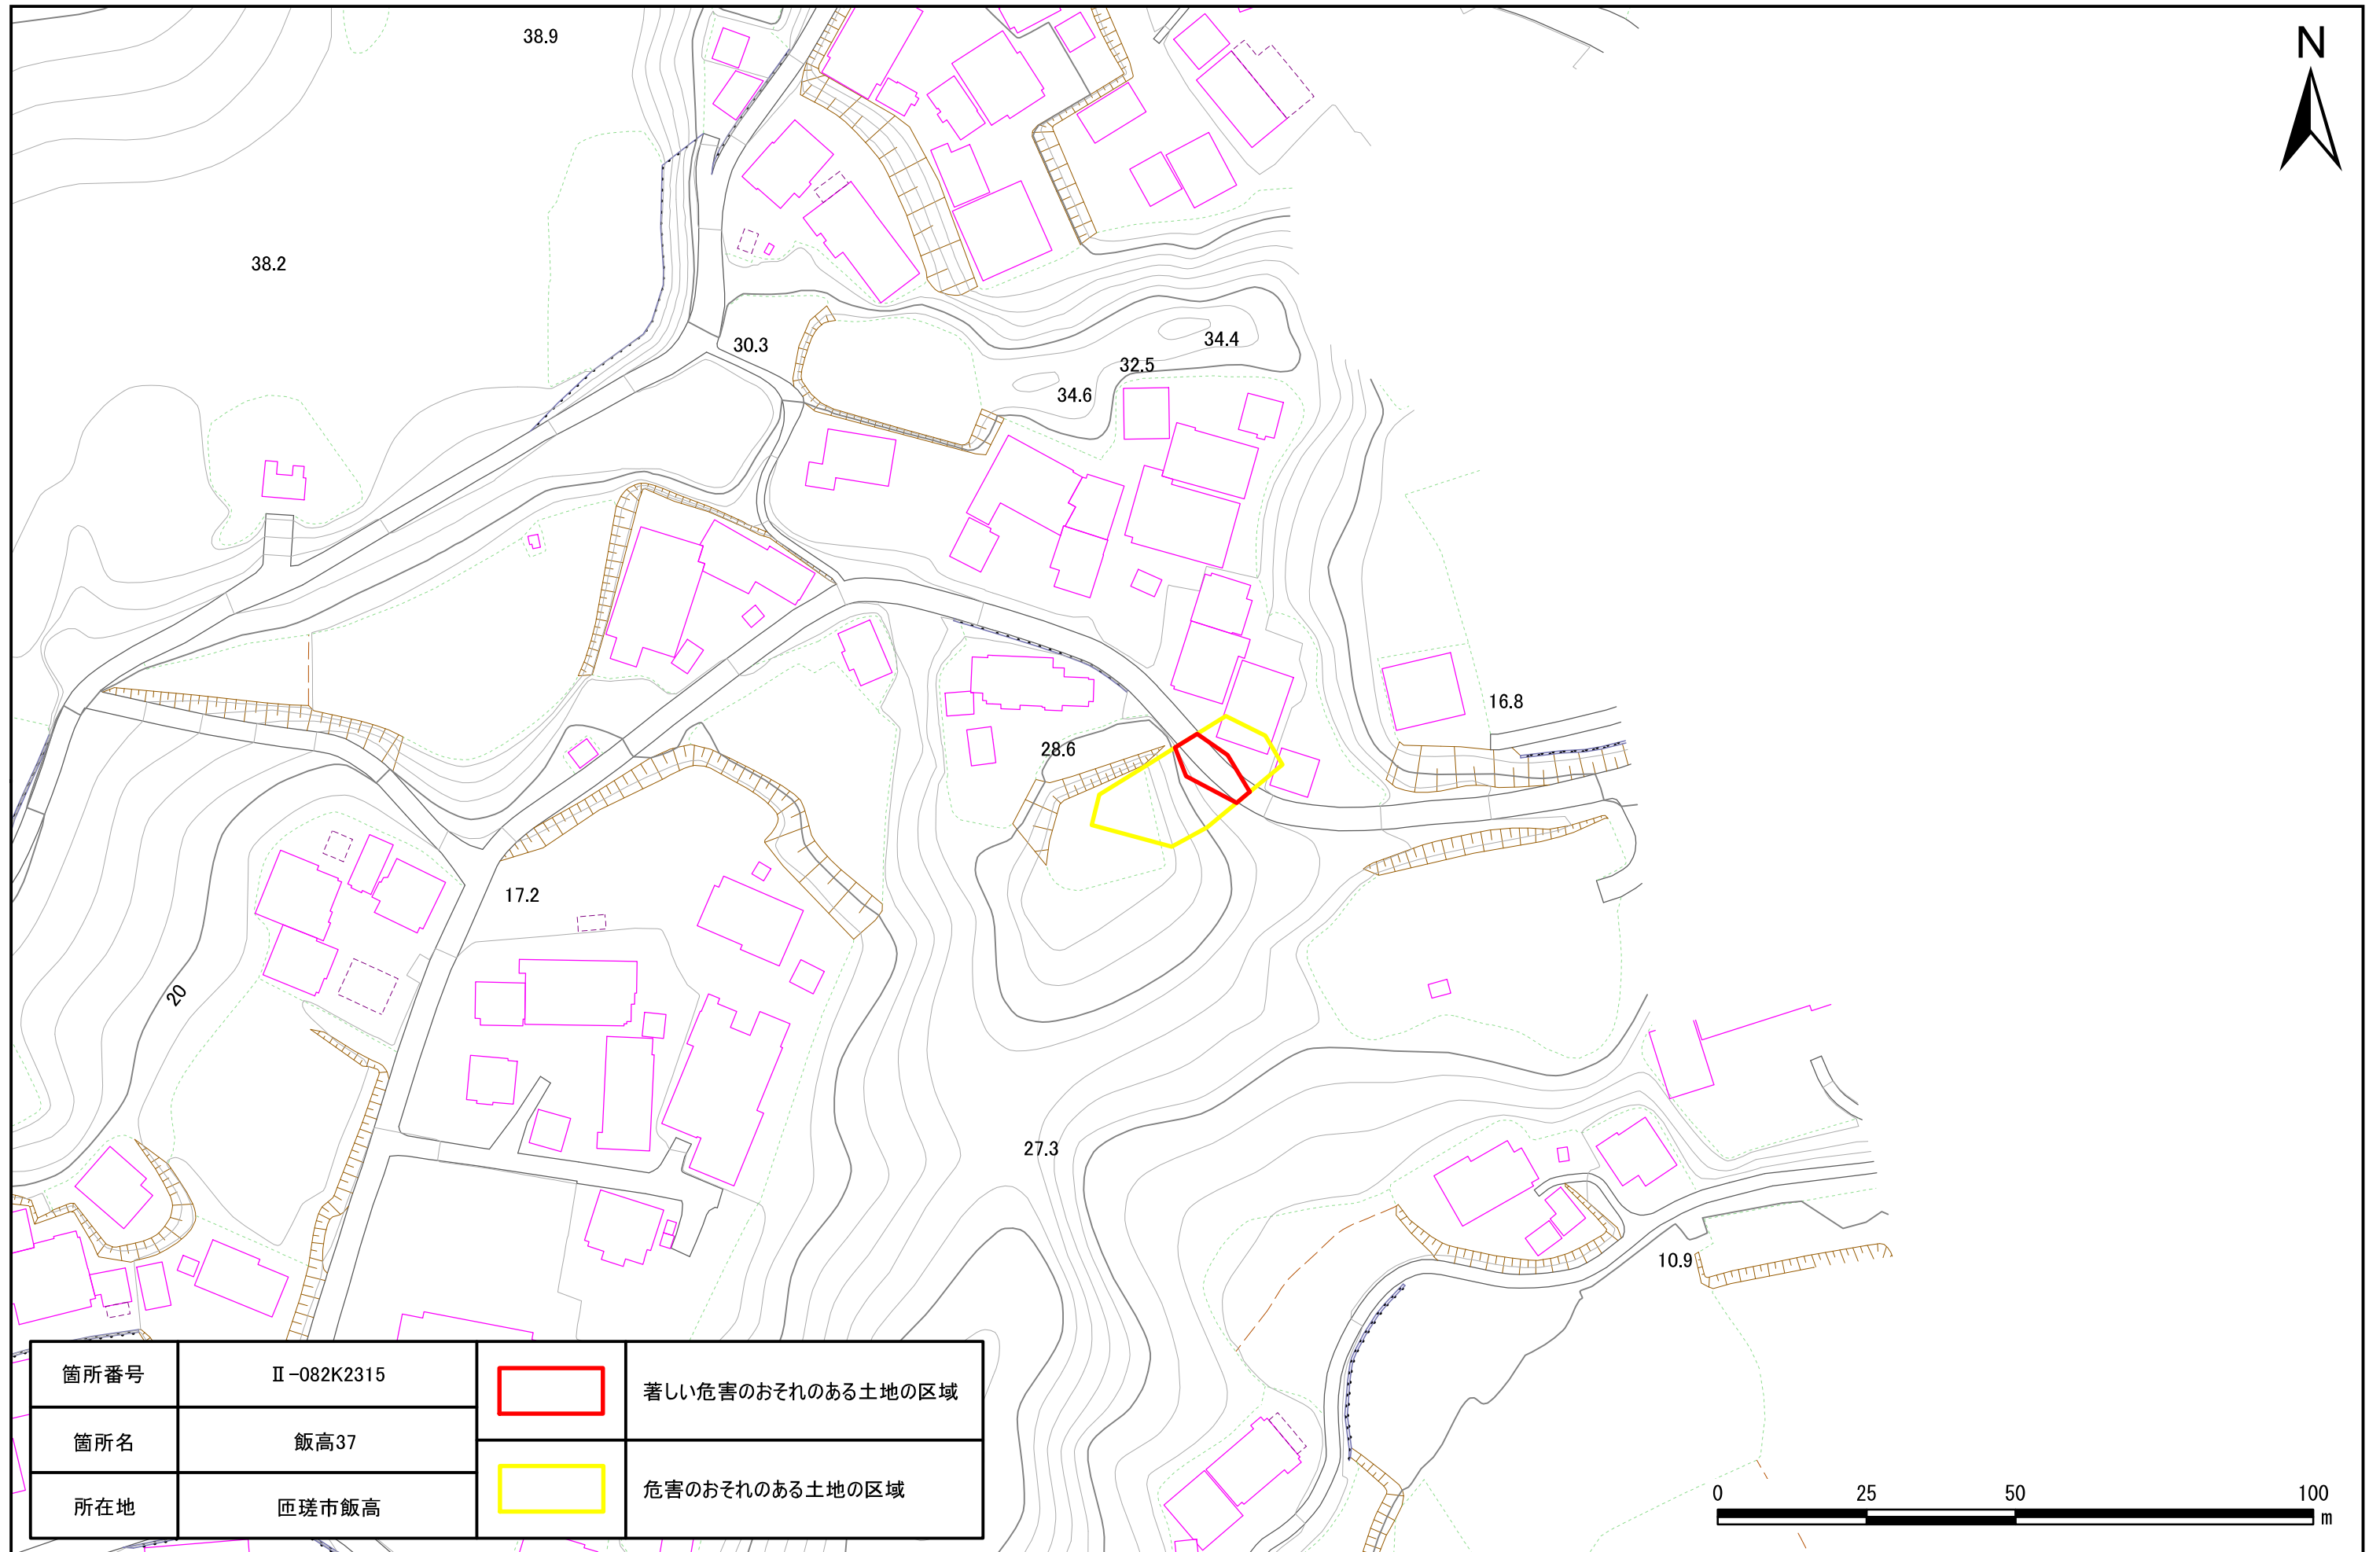 38.9
N
38.2
34.4
30.3
32.5
34.6
16.8
28.6
17.2
20
27.3
10.9
箇所番号 Ⅱ-082K2315
著しい危害のおそれのある土地の区域
箇所名 飯高37
危害のおそれのある土地の区域
所在地 匝瑳市飯高
0 25 50 100
m